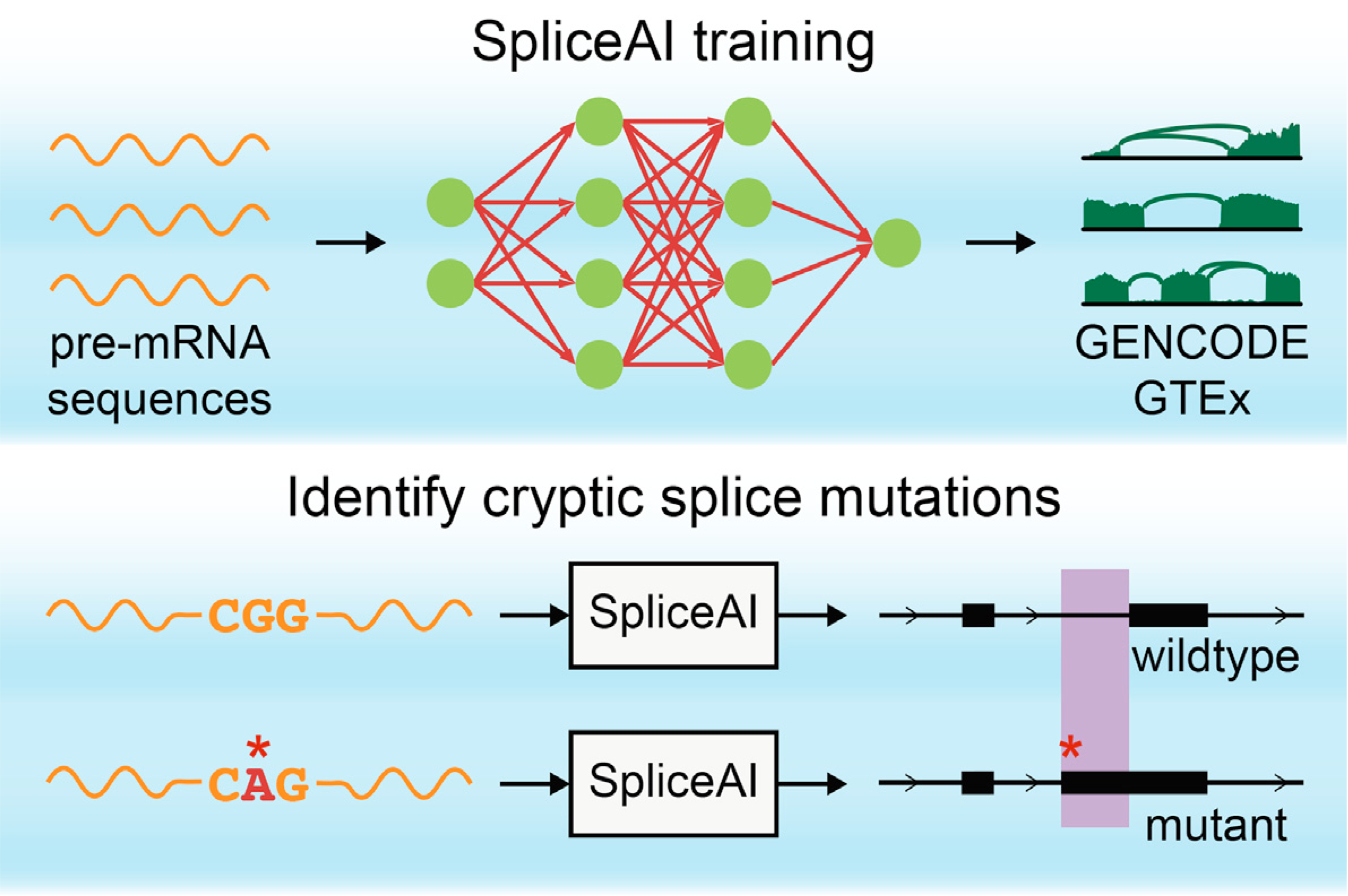 SpliceAI training
pre-mRNA
sequences
GENCODE
GTEx
Identify cryptic splice mutations
CGG
SpliceAI
wildtype
*
CAG
SpliceAI
*
mutant